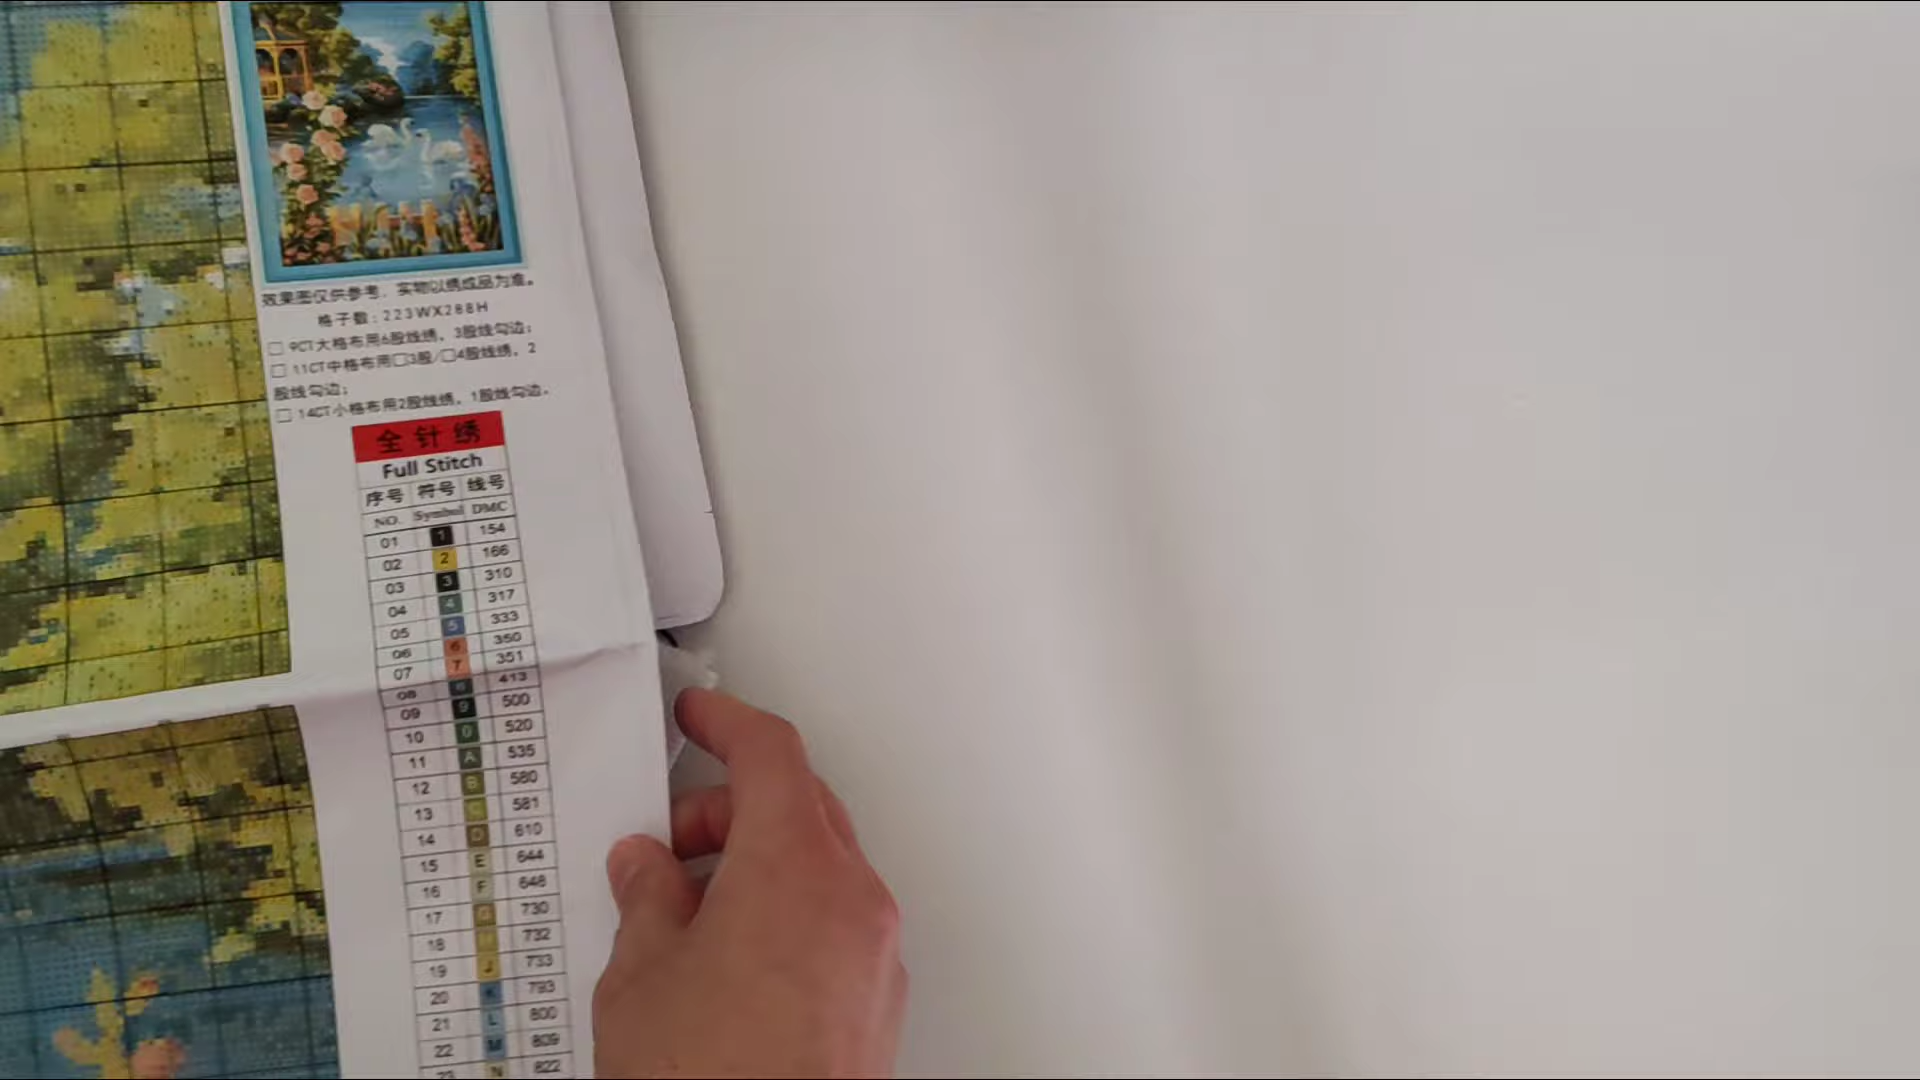 效果图仅供参考，实物以绣成品为准。
格子数：223WX288H
□ 9CT大格布用6股线绣，3股线勾边；
□ 11CT中格布用□3股/□4股线绣，2
股线勾边；
□ 14CT小格布用2股线绣，1股线勾边。
全针绣
Full Stitch
序号 符号 线号
NO. Symbol DMC
01 1 154
02 2 166
03 3 310
04 4 317
05 5 333
06 6 350
07 7 351
08 8 413
09 9 500
10 0 520
11 A 535
12 B 580
13 C 581
14 D 610
15 E 644
16 F 648
17 G 730
18 H 732
19 J 733
20 K 793
21 L 800
22 M 809
23 N 822